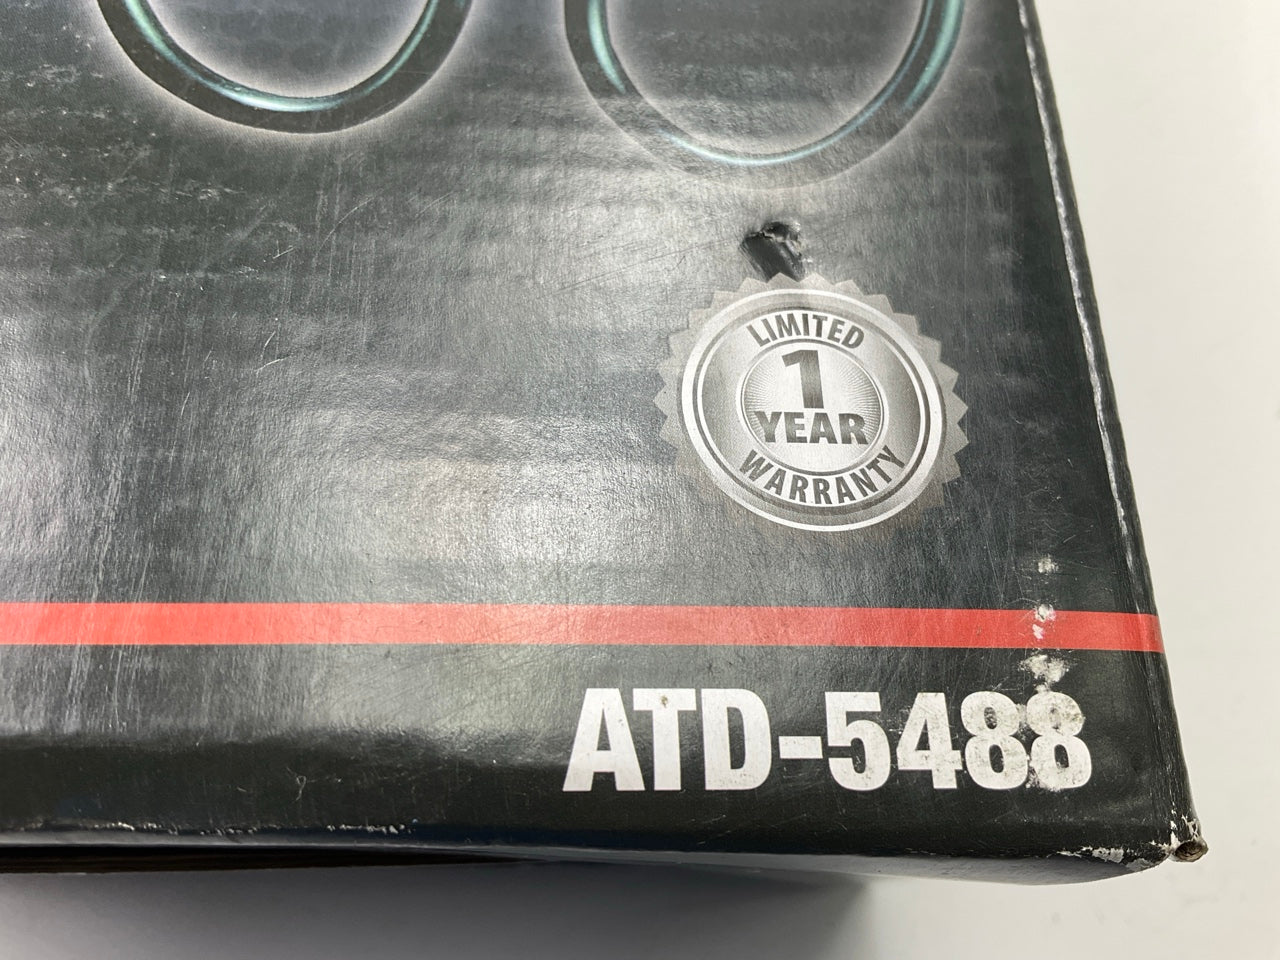 LIMITED
1
YEAR
WARRANTY
ATD-5488